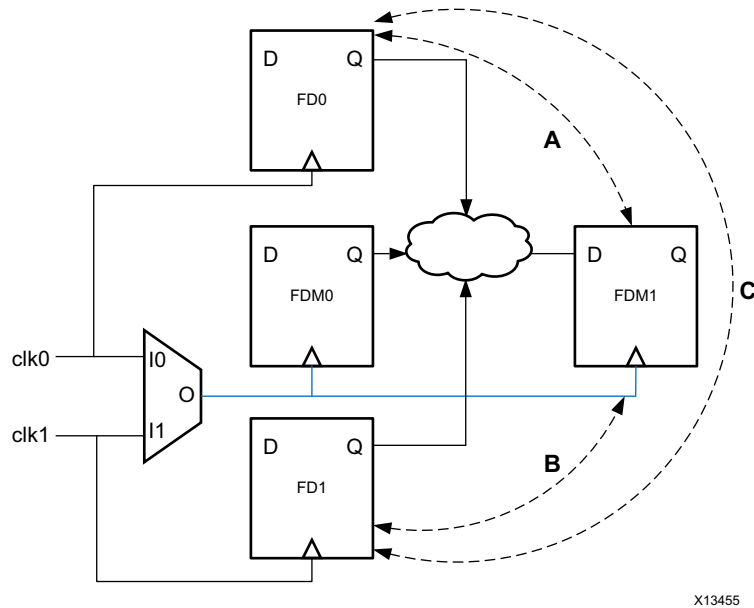 D Q
FD0
A
D Q
FDM0
D Q
FDM1
C
clk0
I0
O
clk1
I1
D Q
FD1
B
X13455